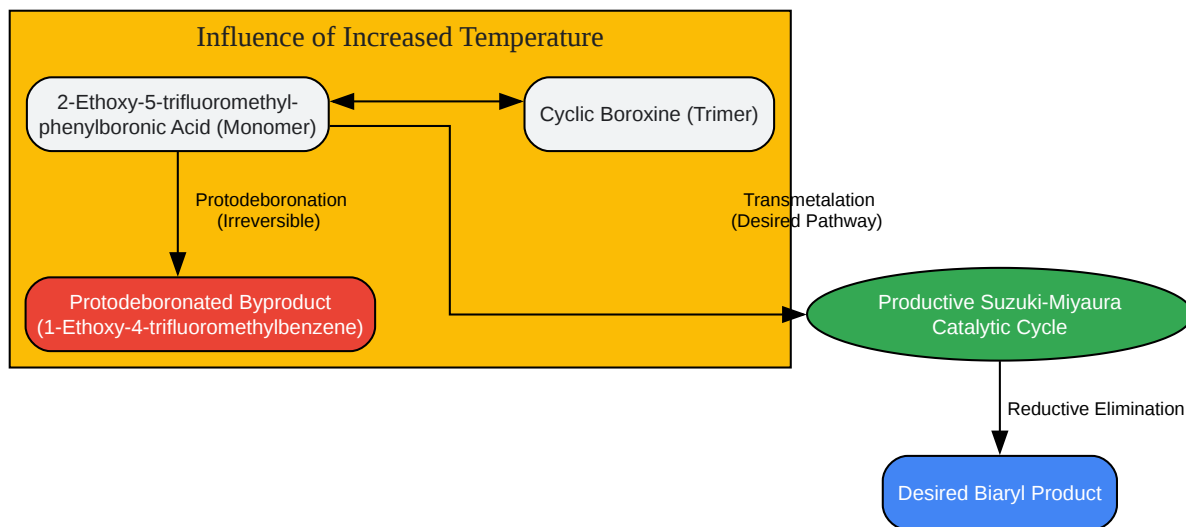 Influence of Increased Temperature
2-Ethoxy-5-trifluoromethyl-
phenylboronic Acid (Monomer)
Cyclic Boroxine (Trimer)
Protodeboronation
(Irreversible)
Transmetalation
(Desired Pathway)
Protodeboronated Byproduct
(1-Ethoxy-4-trifluoromethylbenzene)
Productive Suzuki-Miyaura
Catalytic Cycle
Reductive Elimination
Desired Biaryl Product